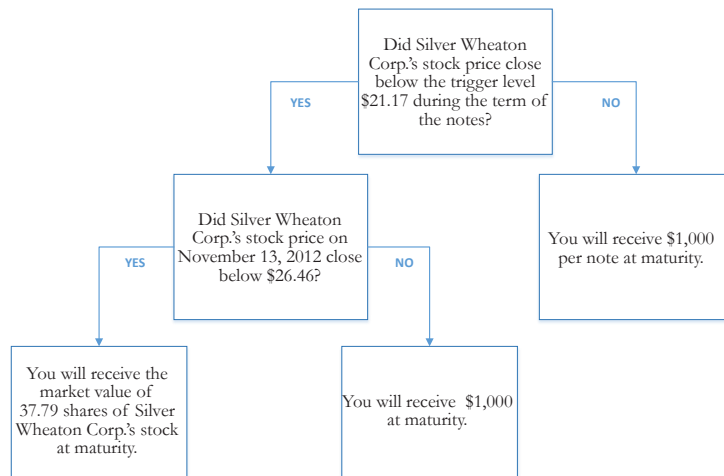 Did Silver Wheaton
Corp.'s stock price close
below the trigger level
$21.17 during the term of
the notes?
YES
NO
Did Silver Wheaton
Corp.'s stock price on
November 13, 2012 close
below $26.46?
You will receive $1,000
per note at maturity.
YES
NO
You will receive the
market value of
37.79 shares of Silver
Wheaton Corp.'s stock
at maturity.
You will receive $1,000
at maturity.